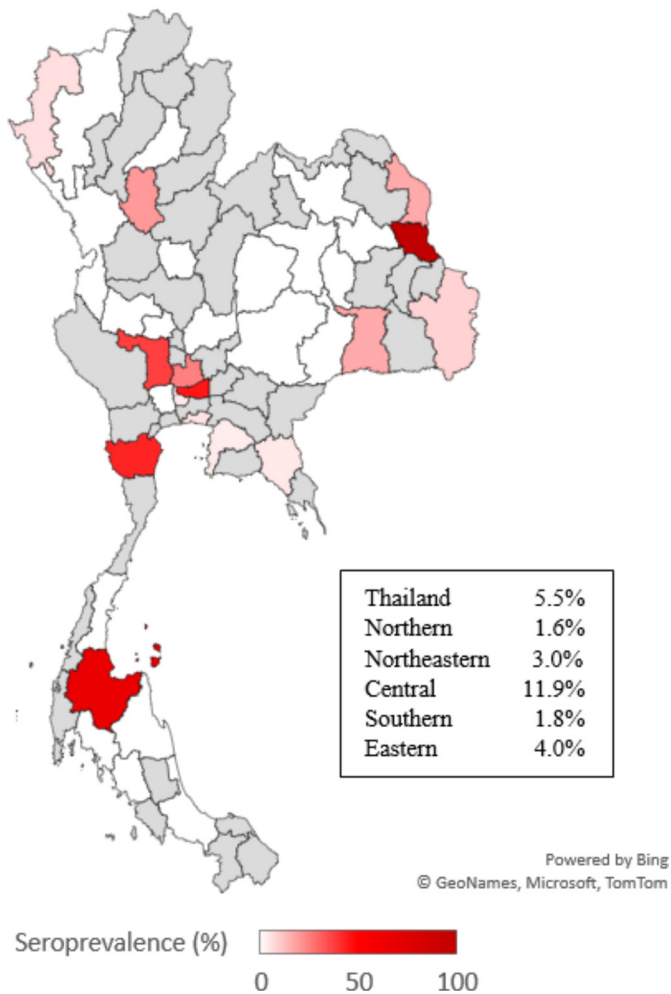 Thailand 5.5%
Northern 1.6%
Northeastern 3.0%
Central 11.9%
Southern 1.8%
Eastern 4.0%
Powered by Bing
© GeoNames, Microsoft, TomTom
Seroprevalence (%)
0 50 100